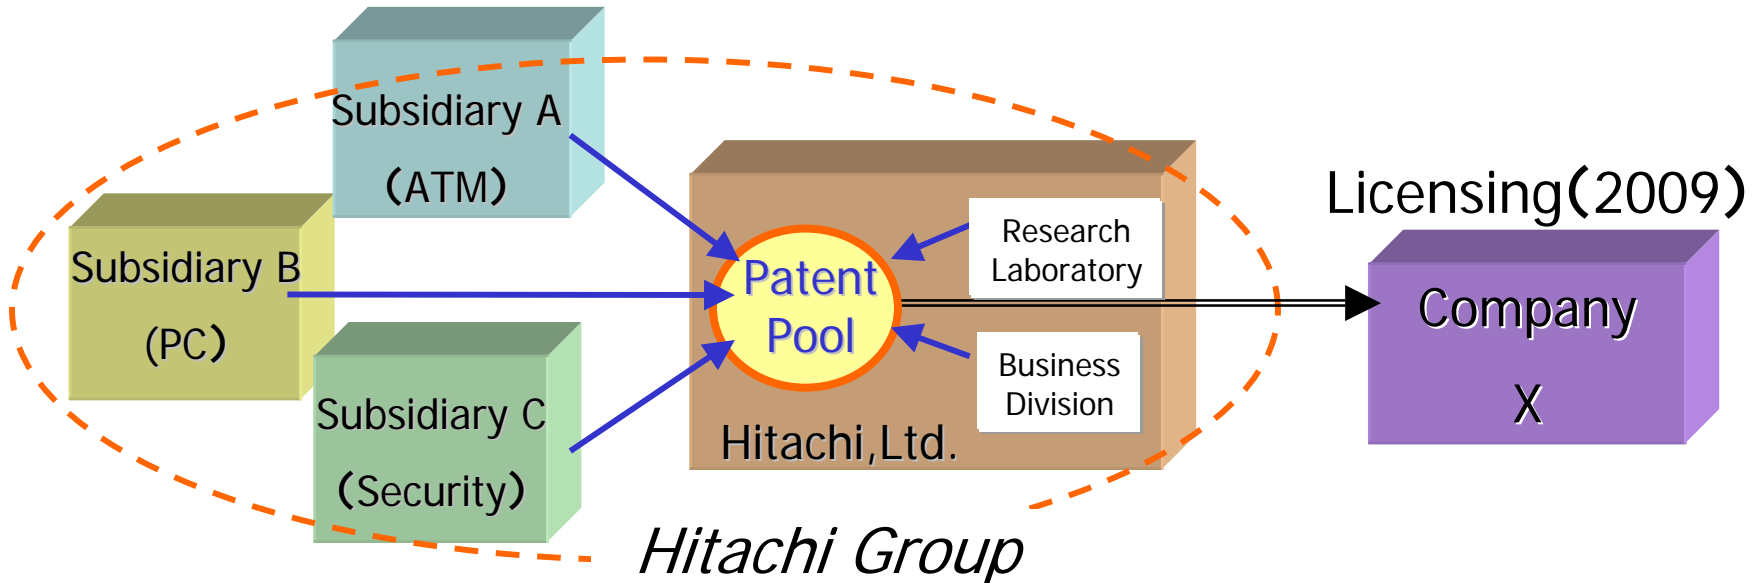 Subsidiary A
(ATM)
Subsidiary B
(PC)
Subsidiary C
(Security)
Patent
Pool
Research
Laboratory
Business
Division
Hitachi,Ltd.
Licensing(2009)
Company
X
Hitachi Group